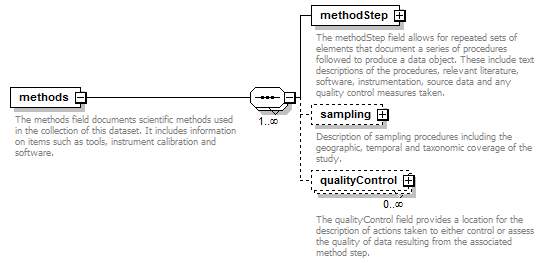 methodStep
The methodStep field allows for repeated sets of
elements that document a series of procedures
followed to produce a data object. These include text
descriptions of the procedures, relevant literature,
software, instrumentation, source data and any
quality control measures taken.
methods
The methods field documents scientific methods used
in the collection of this dataset. It includes information
on items such as tools, instrument calibration and
software.
1..∞
sampling
Description of sampling procedures including the
geographic, temporal and taxonomic coverage of the
study.
qualityControl
0..∞
The qualityControl field provides a location for the
description of actions taken to either control or assess
the quality of data resulting from the associated
method step.